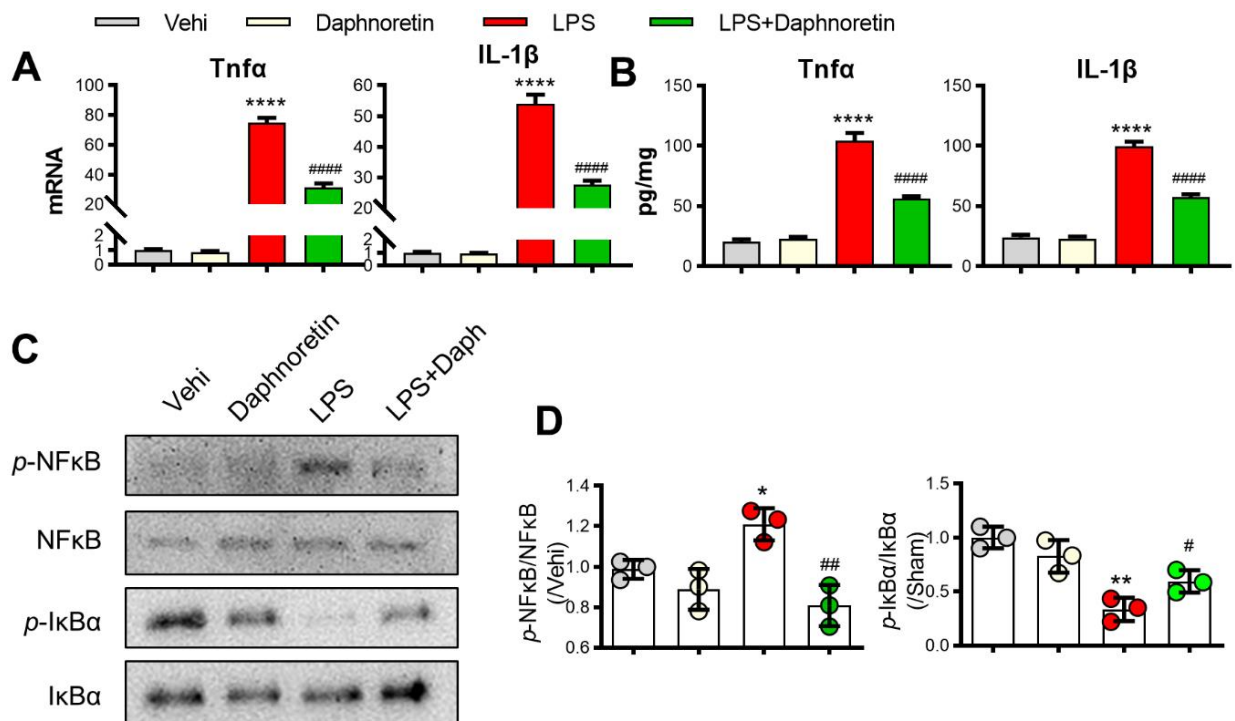 Vehi Daphnoretin LPS LPS+Daphnoretin
A
Tnfα
mRNA
100
80
60
40
20
2
1
0
****
####
IL-1β
60
50
40
30
20
2
1
0
****
####
B
Tnfα
pg/mg
150
100
50
0
****
####
IL-1β
150
100
50
0
****
####
C
Vehi
Daphnoretin
LPS
LPS+Daph
p-NFκB
NFκB
p-IκBα
IκBα
D
p-NFκB/NFκB
(/Vehi)
1.4
1.2
1.0
0.8
0.6
*
##
p-IκBα/IκBα
(/Sham)
1.5
1.0
0.5
0.0
**
#